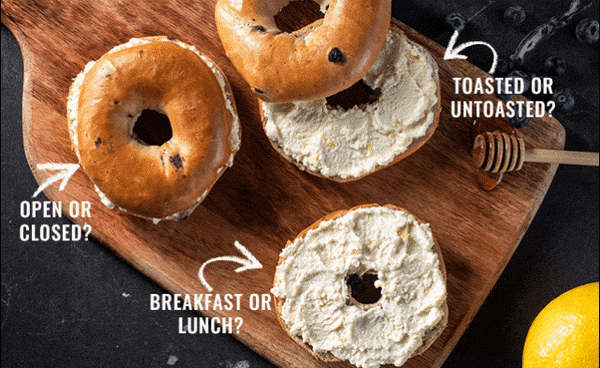 TOASTED OR
UNTOASTED?
OPEN OR
CLOSED?
BREAKFAST OR
LUNCH?